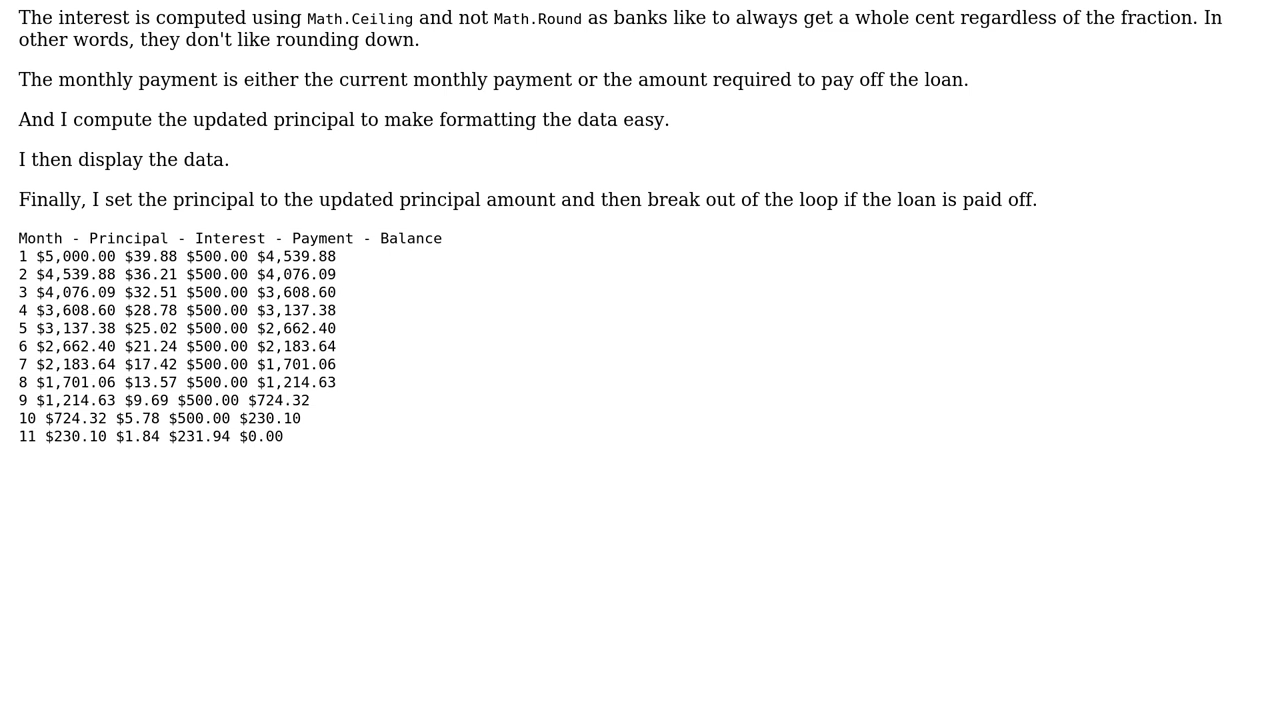 The interest is computed using Math.Ceiling and not Math.Round as banks like to always get a whole cent regardless of the fraction. In
other words, they don't like rounding down.
The monthly payment is either the current monthly payment or the amount required to pay off the loan.
And I compute the updated principal to make formatting the data easy.
I then display the data.
Finally, I set the principal to the updated principal amount and then break out of the loop if the loan is paid off.
Month - Principal - Interest - Payment - Balance
1 $5,000.00 $39.88 $500.00 $4,539.88
2 $4,539.88 $36.21 $500.00 $4,076.09
3 $4,076.09 $32.51 $500.00 $3,608.60
4 $3,608.60 $28.78 $500.00 $3,137.38
5 $3,137.38 $25.02 $500.00 $2,662.40
6 $2,662.40 $21.24 $500.00 $2,183.64
7 $2,183.64 $17.42 $500.00 $1,701.06
8 $1,701.06 $13.57 $500.00 $1,214.63
9 $1,214.63 $9.69 $500.00 $724.32
10 $724.32 $5.78 $500.00 $230.10
11 $230.10 $1.84 $231.94 $0.00